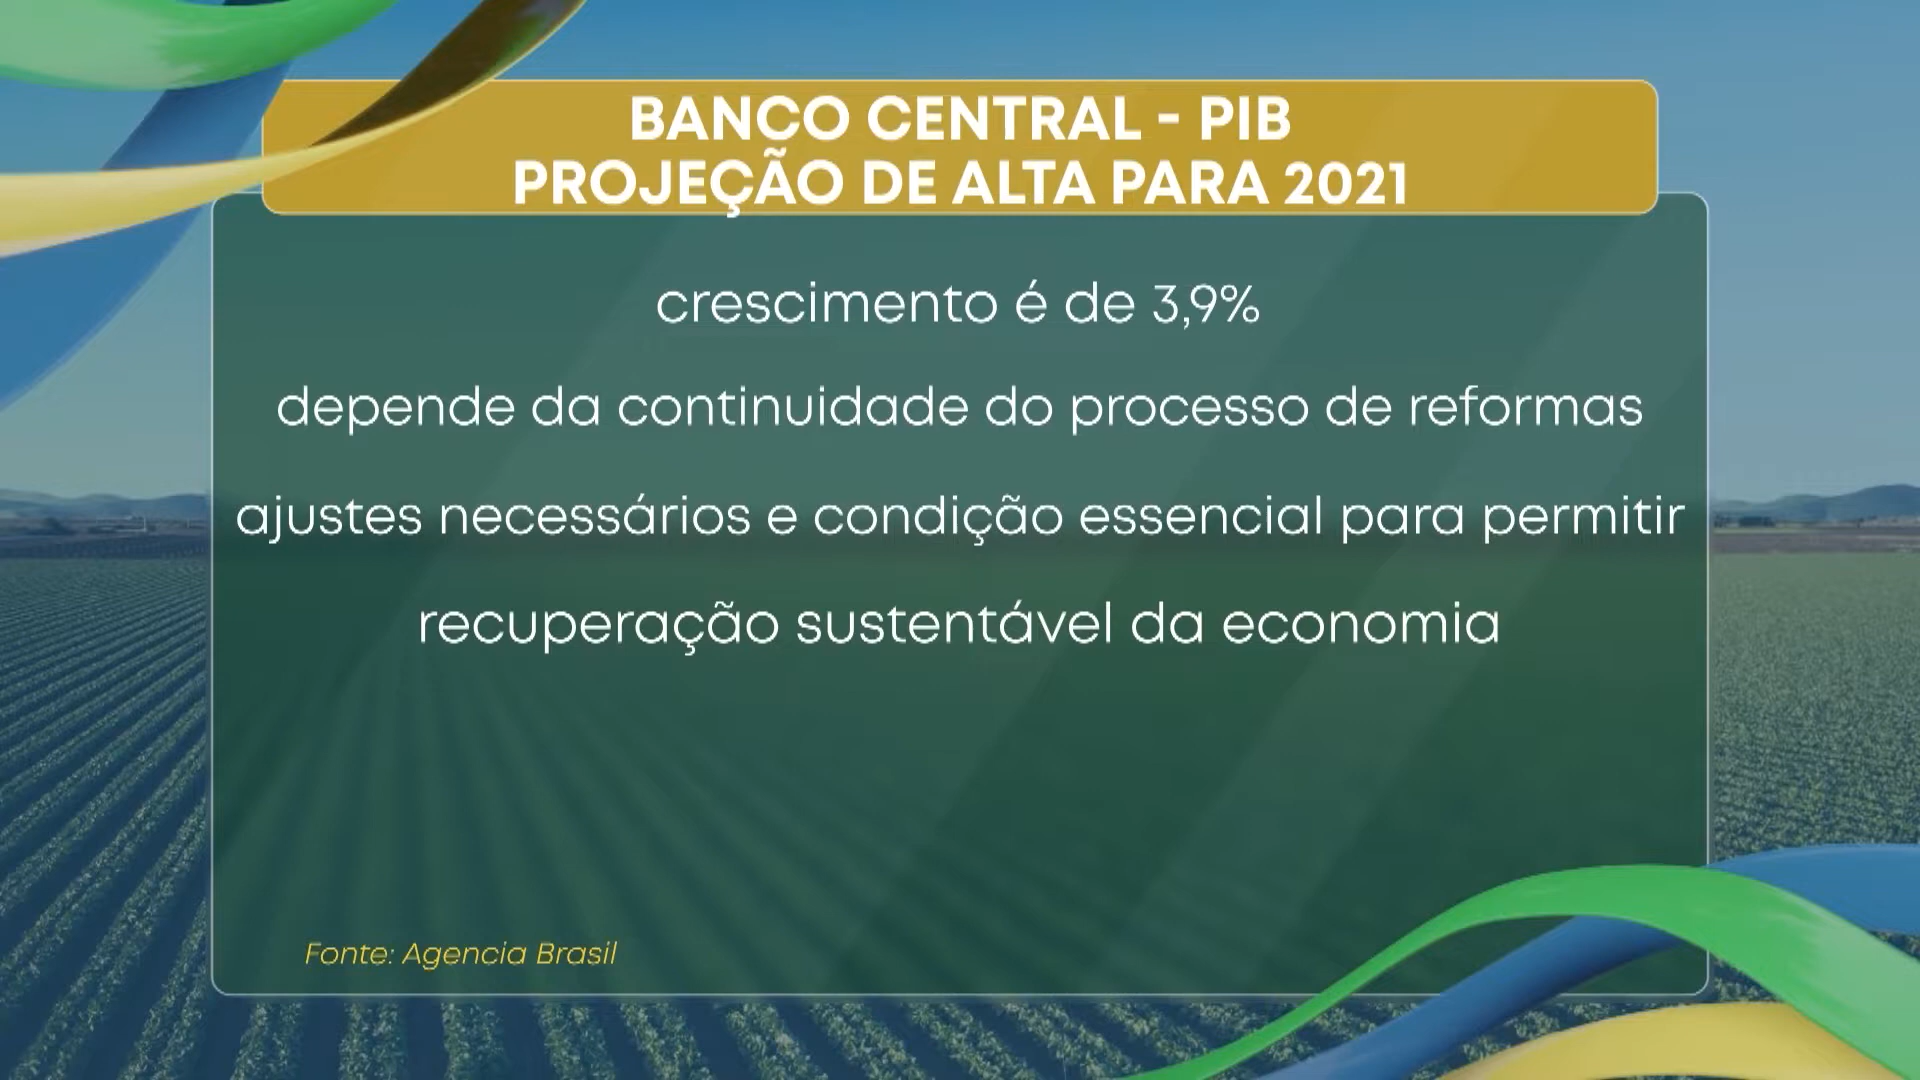 BANCO CENTRAL - PIB
PROJEÇÃO DE ALTA PARA 2021
crescimento é de 3,9%
depende da continuidade do processo de reformas
ajustes necessários e condição essencial para permitir
recuperação sustentável da economia
Fonte: Agencia Brasil